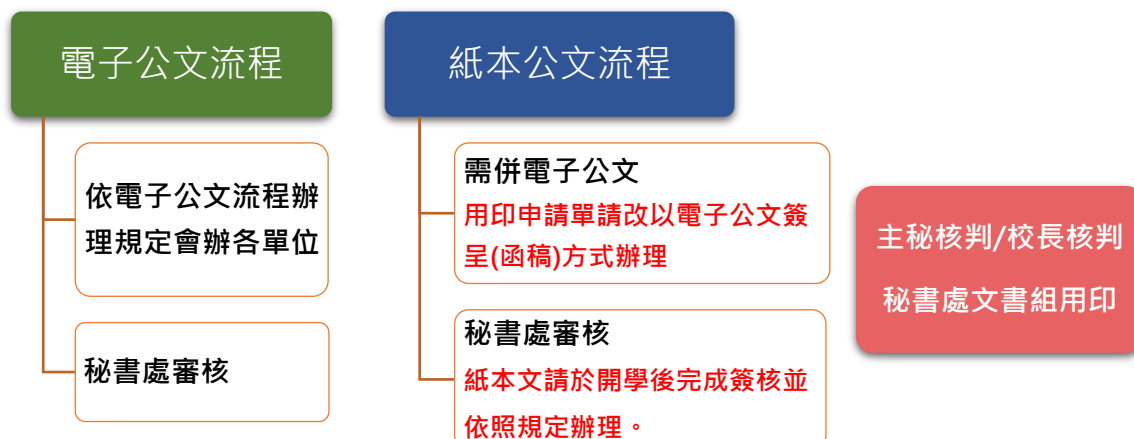 電子公文流程
依電子公文流程辦
理規定會辦各單位
秘書處審核
紙本公文流程
需併電子公文
用印申請單請改以電子公文簽
呈(函稿)方式辦理
秘書處審核
紙本文請於開學後完成簽核並
依照規定辦理。
主秘核判/校長核判
秘書處文書組用印